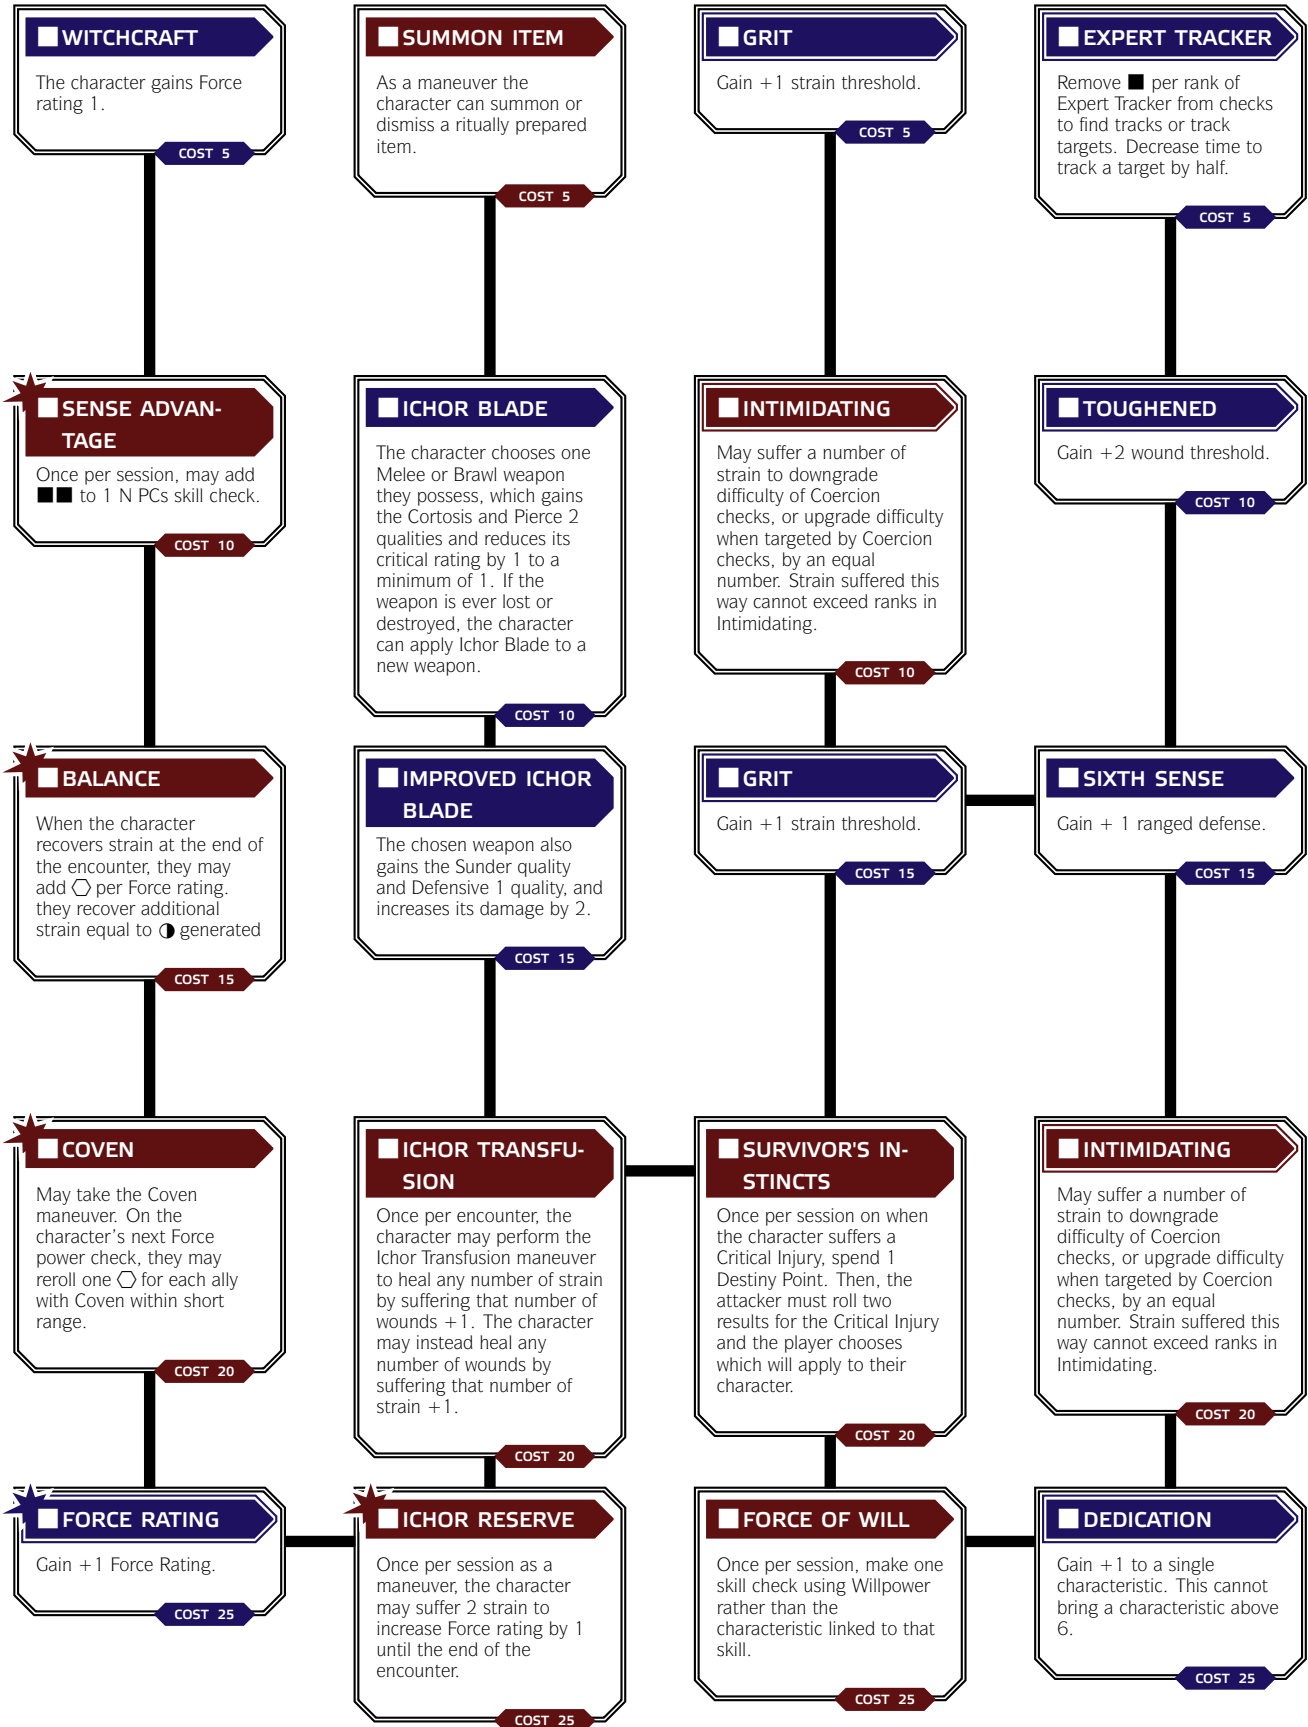 WITCHCRAFT
The character gains Force
rating 1.
COST 5
SUMMON ITEM
As a maneuver the
character can summon or
dismiss a ritually prepared
item.
COST 5
GRIT
Gain +1 strain threshold.
COST 5
EXPERT TRACKER
Remove ■ per rank of
Expert Tracker from checks
to find tracks or track
targets. Decrease time to
track a target by half.
COST 5
SENSE ADVAN-
TAGE
Once per session, may add
■■ to 1 N PCs skill check.
COST 10
ICHOR BLADE
The character chooses one
Melee or Brawl weapon
they possess, which gains
the Cortosis and Pierce 2
qualities and reduces its
critical rating by 1 to a
minimum of 1. If the
weapon is ever lost or
destroyed, the character
can apply Ichor Blade to a
new weapon.
COST 10
INTIMIDATING
May suffer a number of
strain to downgrade
difficulty of Coercion
checks, or upgrade difficulty
when targeted by Coercion
checks, by an equal
number. Strain suffered this
way cannot exceed ranks in
Intimidating.
COST 10
TOUGHENED
Gain +2 wound threshold.
COST 10
BALANCE
When the character
recovers strain at the end of
the encounter, they may
add ⬡ per Force rating.
they recover additional
strain equal to ◑ generated
COST 15
IMPROVED ICHOR
BLADE
The chosen weapon also
gains the Sunder quality
and Defensive 1 quality, and
increases its damage by 2.
COST 15
GRIT
Gain +1 strain threshold.
COST 15
SIXTH SENSE
Gain + 1 ranged defense.
COST 15
COVEN
May take the Coven
maneuver. On the
character's next Force
power check, they may
reroll one ⬡ for each ally
with Coven within short
range.
COST 20
ICHOR TRANSFU-
SION
Once per encounter, the
character may perform the
Ichor Transfusion maneuver
to heal any number of strain
by suffering that number of
wounds +1. The character
may instead heal any
number of wounds by
suffering that number of
strain +1.
COST 20
SURVIVOR'S IN-
STINCTS
Once per session on when
the character suffers a
Critical Injury, spend 1
Destiny Point. Then, the
attacker must roll two
results for the Critical Injury
and the player chooses
which will apply to their
character.
COST 20
INTIMIDATING
May suffer a number of
strain to downgrade
difficulty of Coercion
checks, or upgrade difficulty
when targeted by Coercion
checks, by an equal
number. Strain suffered this
way cannot exceed ranks in
Intimidating.
COST 20
FORCE RATING
Gain +1 Force Rating.
COST 25
ICHOR RESERVE
Once per session as a
maneuver, the character
may suffer 2 strain to
increase Force rating by 1
until the end of the
encounter.
COST 25
FORCE OF WILL
Once per session, make one
skill check using Willpower
rather than the
characteristic linked to that
skill.
COST 25
DEDICATION
Gain +1 to a single
characteristic. This cannot
bring a characteristic above
6.
COST 25